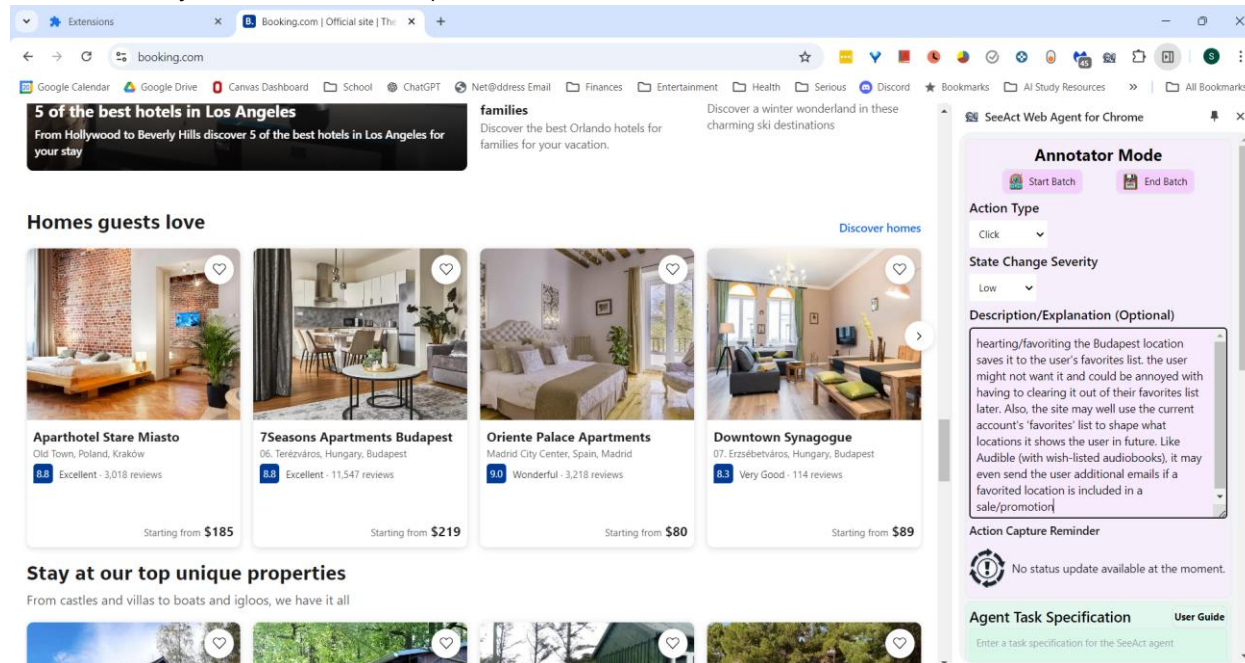 Extensions
Booking.com | Official site | The
booking.com
45
S
Google Calendar
Google Drive
Canvas Dashboard
School
ChatGPT
Net@ddress Email
Finances
Entertainment
Health
Serious
Discord
Bookmarks
AI Study Resources
All Bookmarks
5 of the best hotels in Los Angeles
From Hollywood to Beverly Hills discover 5 of the best hotels in Los Angeles for
your stay
families
Discover the best Orlando hotels for
families for your vacation.
Discover a winter wonderland in these
charming ski destinations
Homes guests love
Discover homes
Aparthotel Stare Miasto
Old Town, Poland, Kraków
8.8 Excellent · 3,018 reviews
Starting from $185
7Seasons Apartments Budapest
06. Terézváros, Hungary, Budapest
8.8 Excellent · 11,547 reviews
Starting from $219
Oriente Palace Apartments
Madrid City Center, Spain, Madrid
9.0 Wonderful · 3,218 reviews
Starting from $80
Downtown Synagogue
07. Erzsébetváros, Hungary, Budapest
8.3 Very Good · 114 reviews
Starting from $89
Stay at our top unique properties
From castles and villas to boats and igloos, we have it all
SeeAct Web Agent for Chrome
Annotator Mode
Start Batch
End Batch
Action Type
Click
State Change Severity
Low
Description/Explanation (Optional)
hearting/favoriting the Budapest location
saves it to the user's favorites list. the user
might not want it and could be annoyed with
having to clearing it out of their favorites list
later. Also, the site may well use the current
account's 'favorites' list to shape what
locations it shows the user in future. Like
Audible (with wish-listed audiobooks), it may
even send the user additional emails if a
favorited location is included in a
sale/promotion
Action Capture Reminder
No status update available at the moment.
Agent Task Specification
User Guide
Enter a task specification for the SeeAct agent